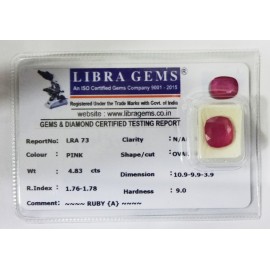 LIBRA GEMS
An ISO Certified Gems Company 9001 - 2015
Registered Under the Trade Mark with Govt. of India
website : www.libragems.co.in
GEMS & DIAMOND CERTIFIED TESTING REPORT
ReportNo: LRA 73 Clarity : N/A
Colour : PINK Shape/cut : OVAL
Wt : 4.83 cts Dimension : 10.9-9.9-3.9
R.Index : 1.76-1.78 Hardness : 9.0
Comment : ~~~~ RUBY {A} ~~~~